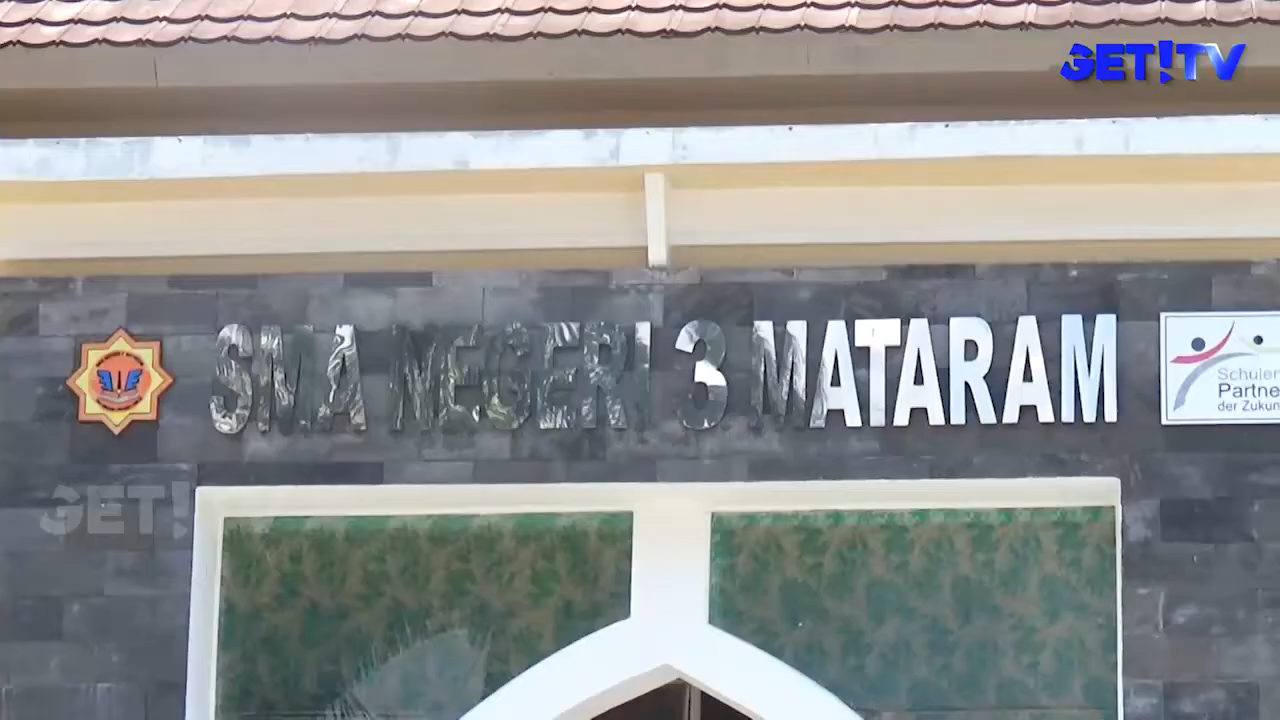 GET!TV
SMA NEGERI 3 MATARAM
Schulen
Partne
der Zukun
GET!